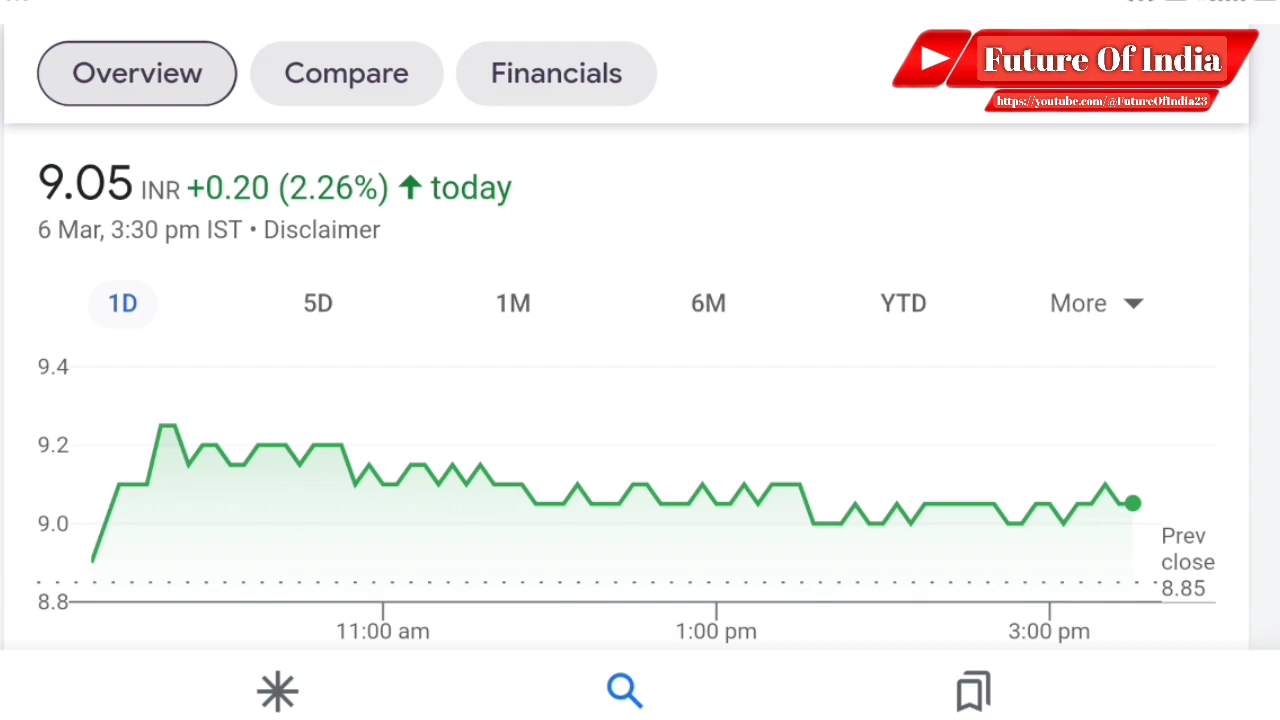 Overview Compare Financials
Future Of India
https://youtube.com/@FutureOfIndia23
9.05 INR +0.20 (2.26%) ↑ today
6 Mar, 3:30 pm IST • Disclaimer
1D 5D 1M 6M YTD More
9.4
9.2
9.0
8.8
Prev
close
8.85
11:00 am 1:00 pm 3:00 pm